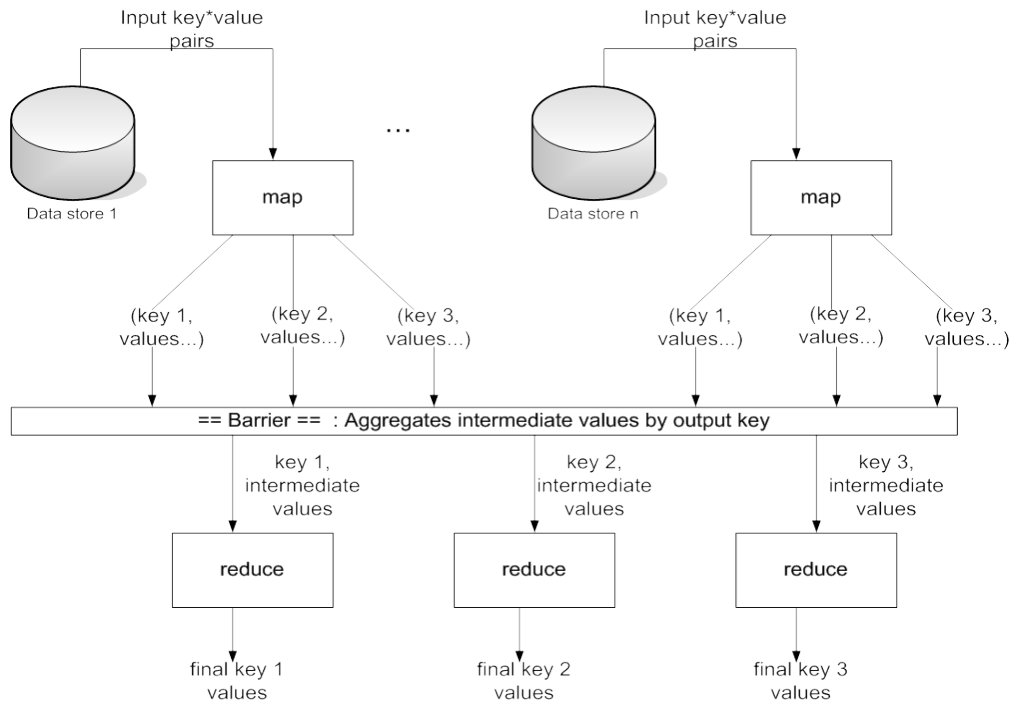 Input key*value
pairs
Input key*value
pairs
...
Data store 1
map
Data store n
map
(key 1,
values...)
(key 2,
values...)
(key 3,
values...)
(key 1,
values...)
(key 2,
values...)
(key 3,
values...)
== Barrier == : Aggregates intermediate values by output key
key 1,
intermediate
values
key 2,
intermediate
values
key 3,
intermediate
values
reduce
reduce
reduce
final key 1
values
final key 2
values
final key 3
values